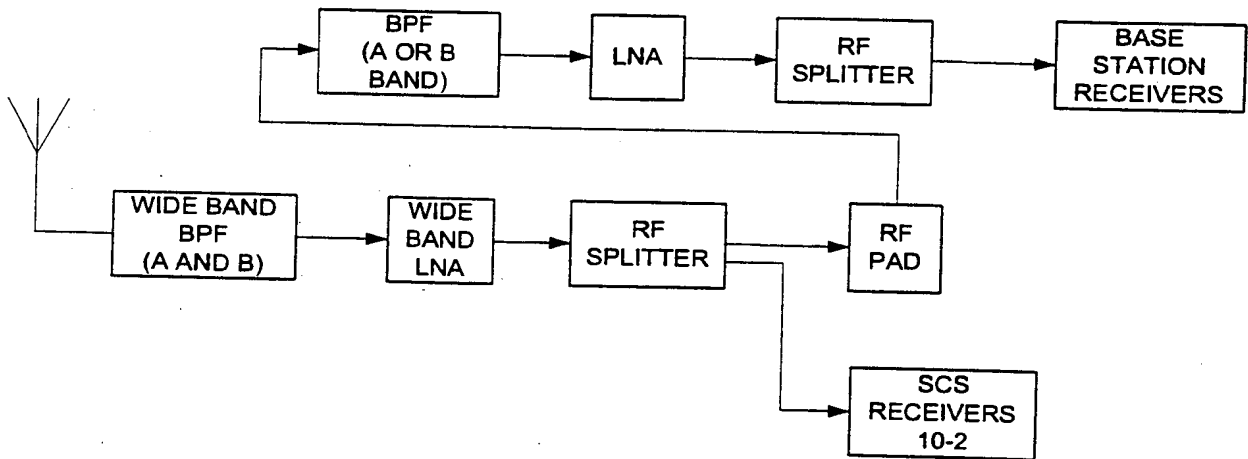 BPF
(A OR B
BAND)
LNA
RF
SPLITTER
BASE
STATION
RECEIVERS
WIDE BAND
BPF
(A AND B)
WIDE
BAND
LNA
RF
SPLITTER
RF
PAD
SCS
RECEIVERS
10-2